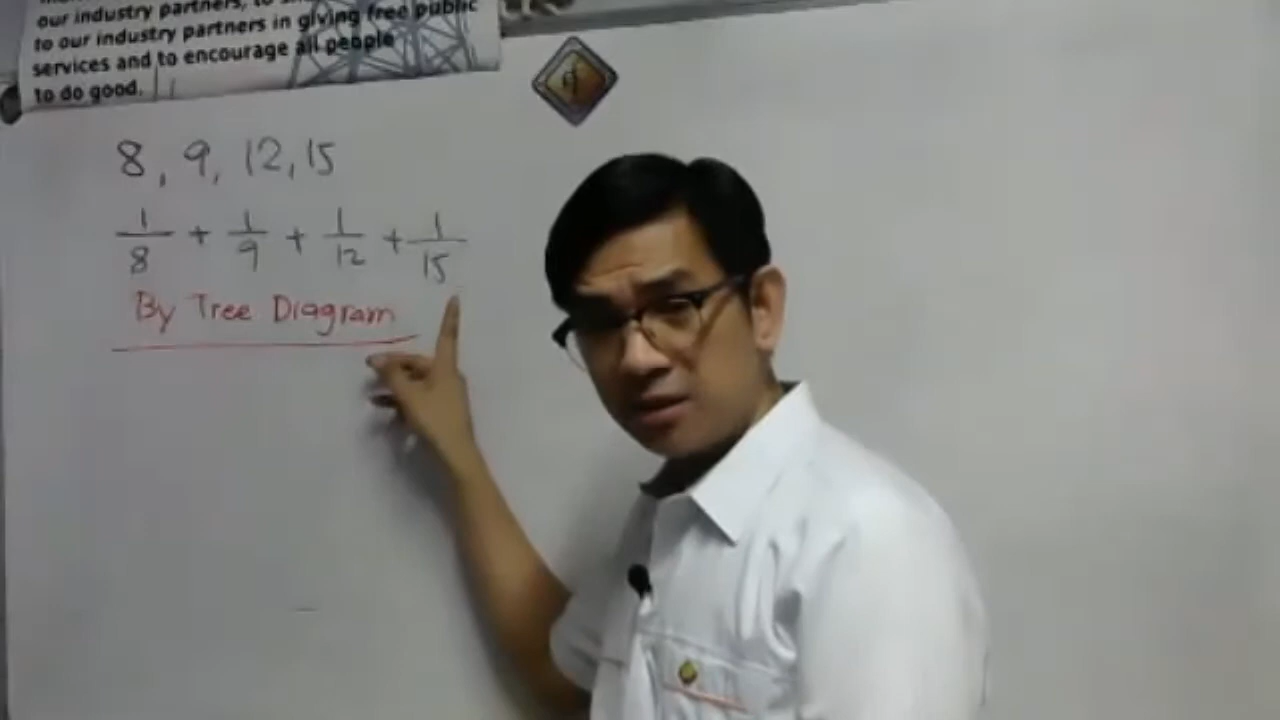 our industry partners, to
to our industry partners in giving free public
services and to encourage all people
to do good.
8, 9, 12, 15
1/8 + 1/9 + 1/12 + 1/15
By Tree Diagram